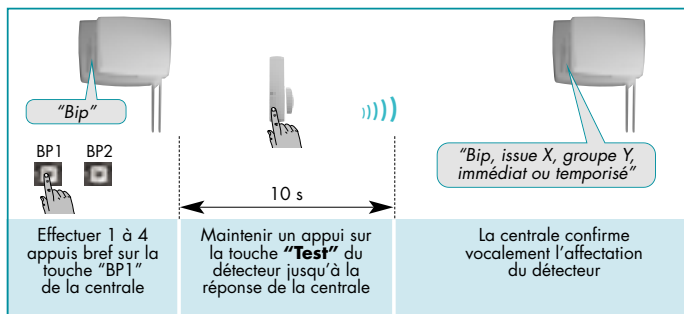 “Bip”
BP1 BP2
10 s
“Bip, issue X, groupe Y,
immédiat ou temporisé”
Effectuer 1 à 4
appuis bref sur la
touche “BP1”
de la centrale
Maintenir un appui sur
la touche “Test” du
détecteur jusqu’à la
réponse de la centrale
La centrale confirme
vocalement l’affectation
du détecteur